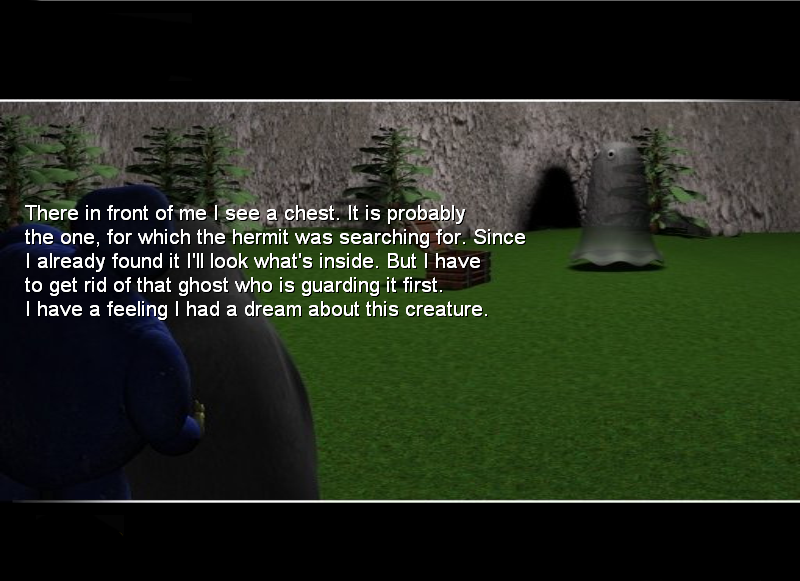 There in front of me I see a chest. It is probably
the one, for which the hermit was searching for. Since
I already found it I'll look what's inside. But I have
to get rid of that ghost who is guarding it first.
I have a feeling I had a dream about this creature.